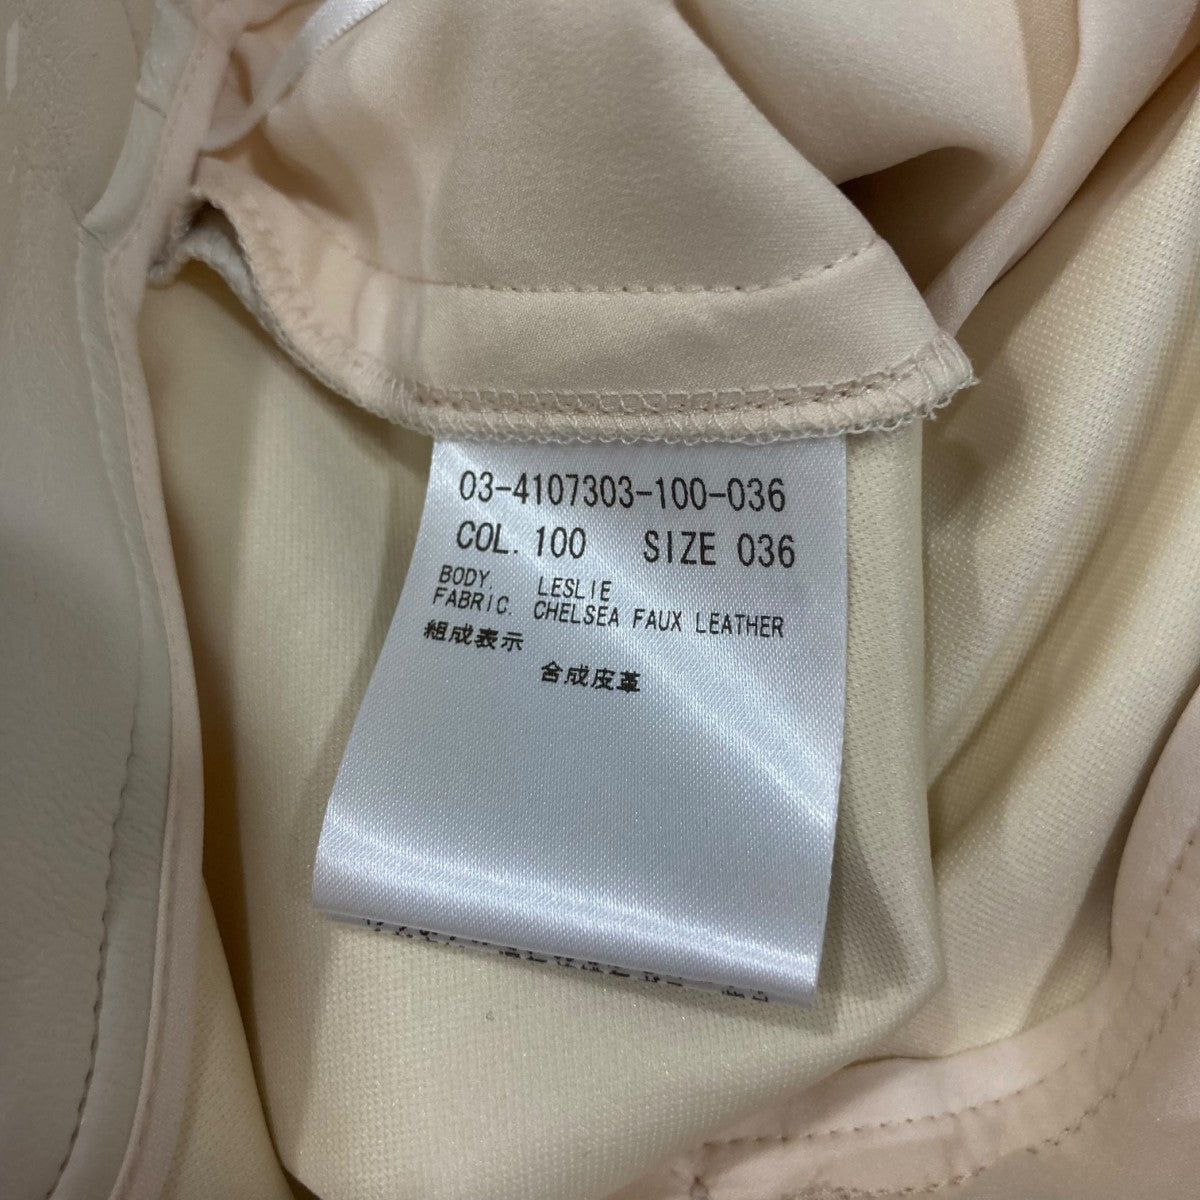 03-4107303-100-036
COL. 100 SIZE 036
BODY. LESLIE
FABRIC. CHELSEA FAUX LEATHER
組成表示
合成皮革